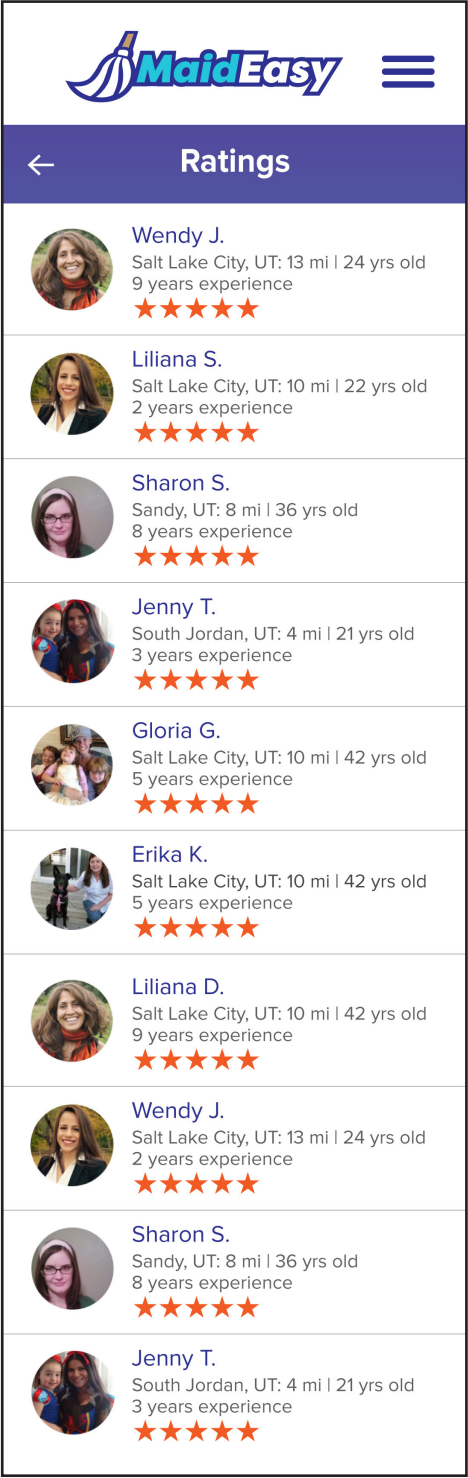 MaidEasy
Ratings
Wendy J.
Salt Lake City, UT: 13 mi | 24 yrs old
9 years experience
Liliana S.
Salt Lake City, UT: 10 mi | 22 yrs old
2 years experience
Sharon S.
Sandy, UT: 8 mi | 36 yrs old
8 years experience
Jenny T.
South Jordan, UT: 4 mi | 21 yrs old
3 years experience
Gloria G.
Salt Lake City, UT: 10 mi | 42 yrs old
5 years experience
Erika K.
Salt Lake City, UT: 10 mi | 42 yrs old
5 years experience
Liliana D.
Salt Lake City, UT: 10 mi | 42 yrs old
9 years experience
Wendy J.
Salt Lake City, UT: 13 mi | 24 yrs old
2 years experience
Sharon S.
Sandy, UT: 8 mi | 36 yrs old
8 years experience
Jenny T.
South Jordan, UT: 4 mi | 21 yrs old
3 years experience